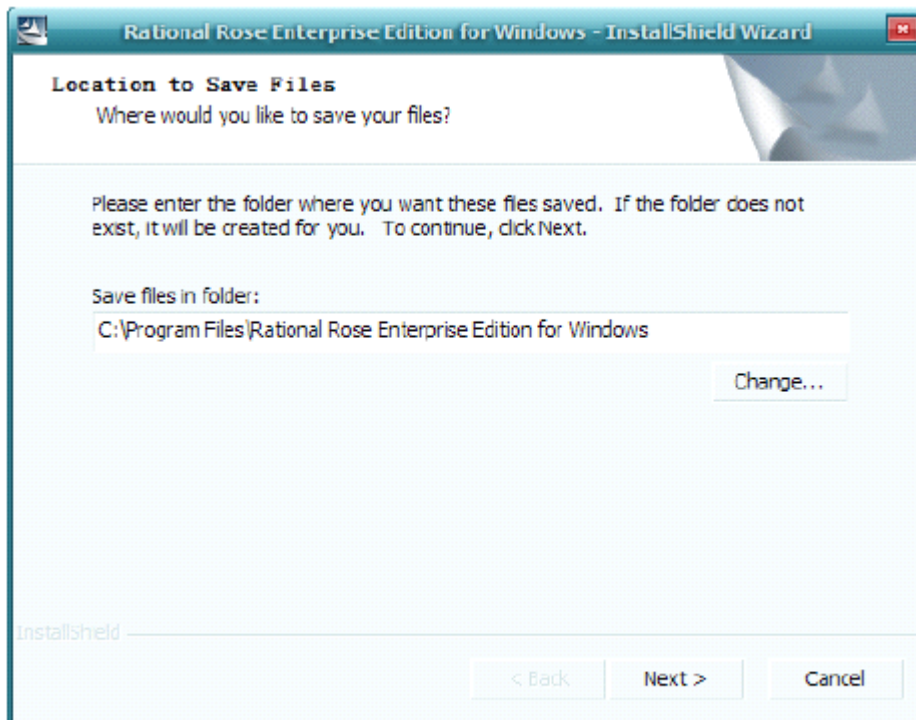 Rational Rose Enterprise Edition for Windows - InstallShield Wizard
Location to Save Files
Where would you like to save your files?
Please enter the folder where you want these files saved. If the folder does not
exist, it will be created for you. To continue, click Next.
Save files in folder:
C:\Program Files\Rational Rose Enterprise Edition for Windows
Change...
InstallShield
< Back
Next >
Cancel